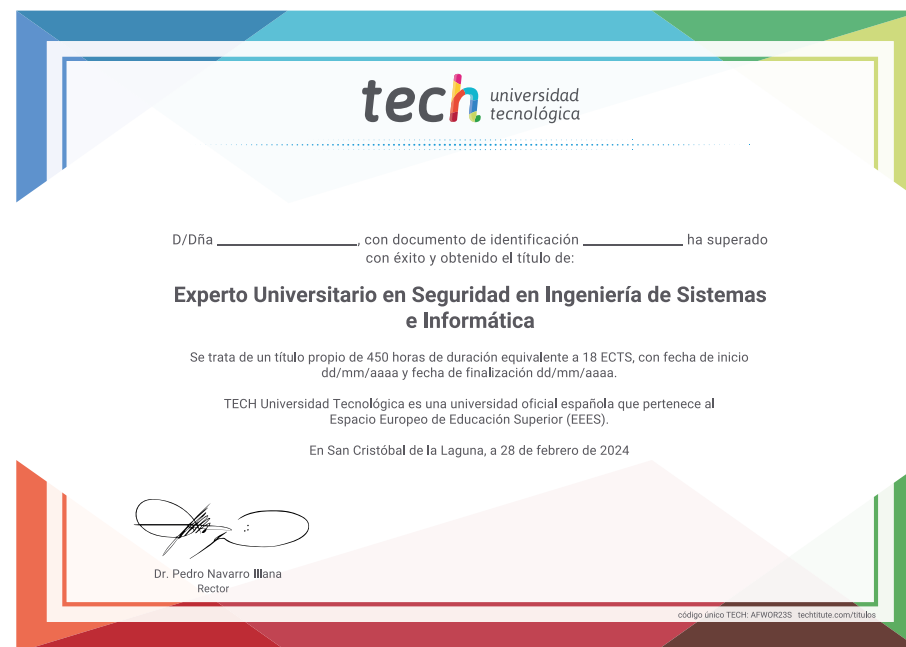 tech universidad
tecnológica
D/Dña ____________________, con documento de identificación ______________ ha superado
con éxito y obtenido el título de:
Experto Universitario en Seguridad en Ingeniería de Sistemas
e Informática
Se trata de un título propio de 450 horas de duración equivalente a 18 ECTS, con fecha de inicio
dd/mm/aaaa y fecha de finalización dd/mm/aaaa.
TECH Universidad Tecnológica es una universidad oficial española que pertenece al
Espacio Europeo de Educación Superior (EEES).
En San Cristóbal de la Laguna, a 28 de febrero de 2024
Dr. Pedro Navarro Illana
Rector
código único TECH: AFWOR23S techtitute.com/titulos